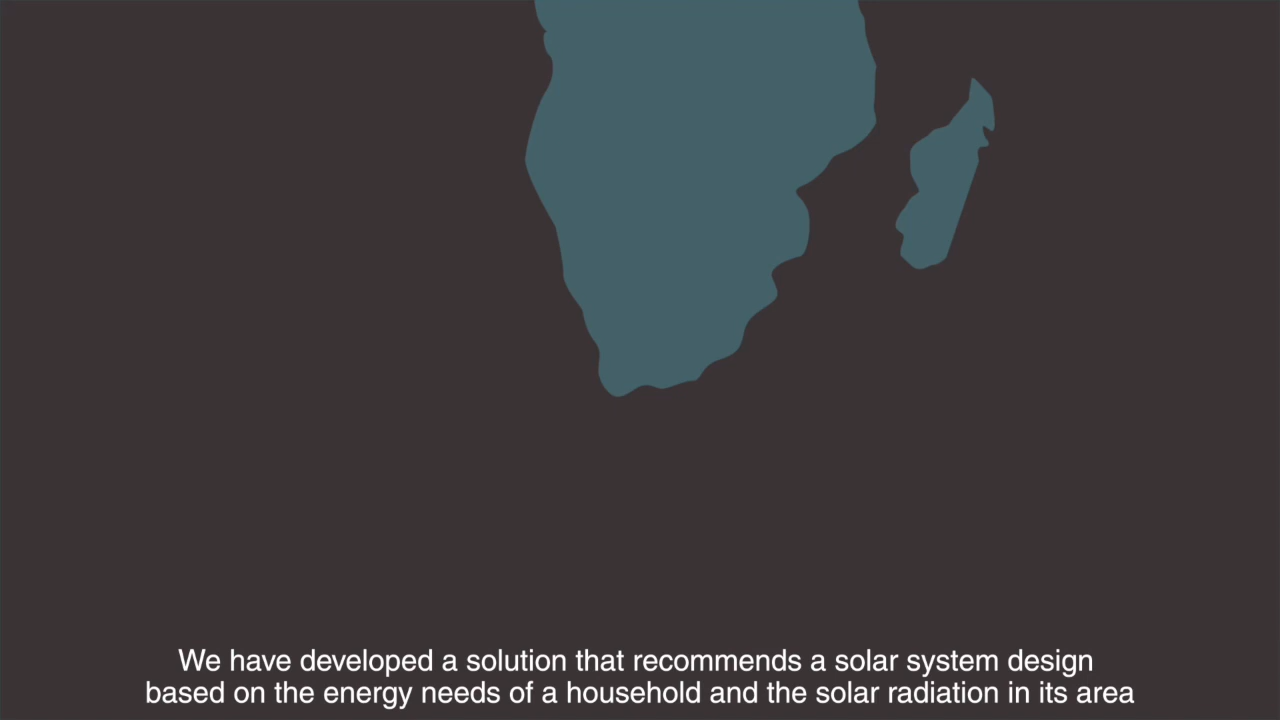 We have developed a solution that recommends a solar system design
based on the energy needs of a household and the solar radiation in its area